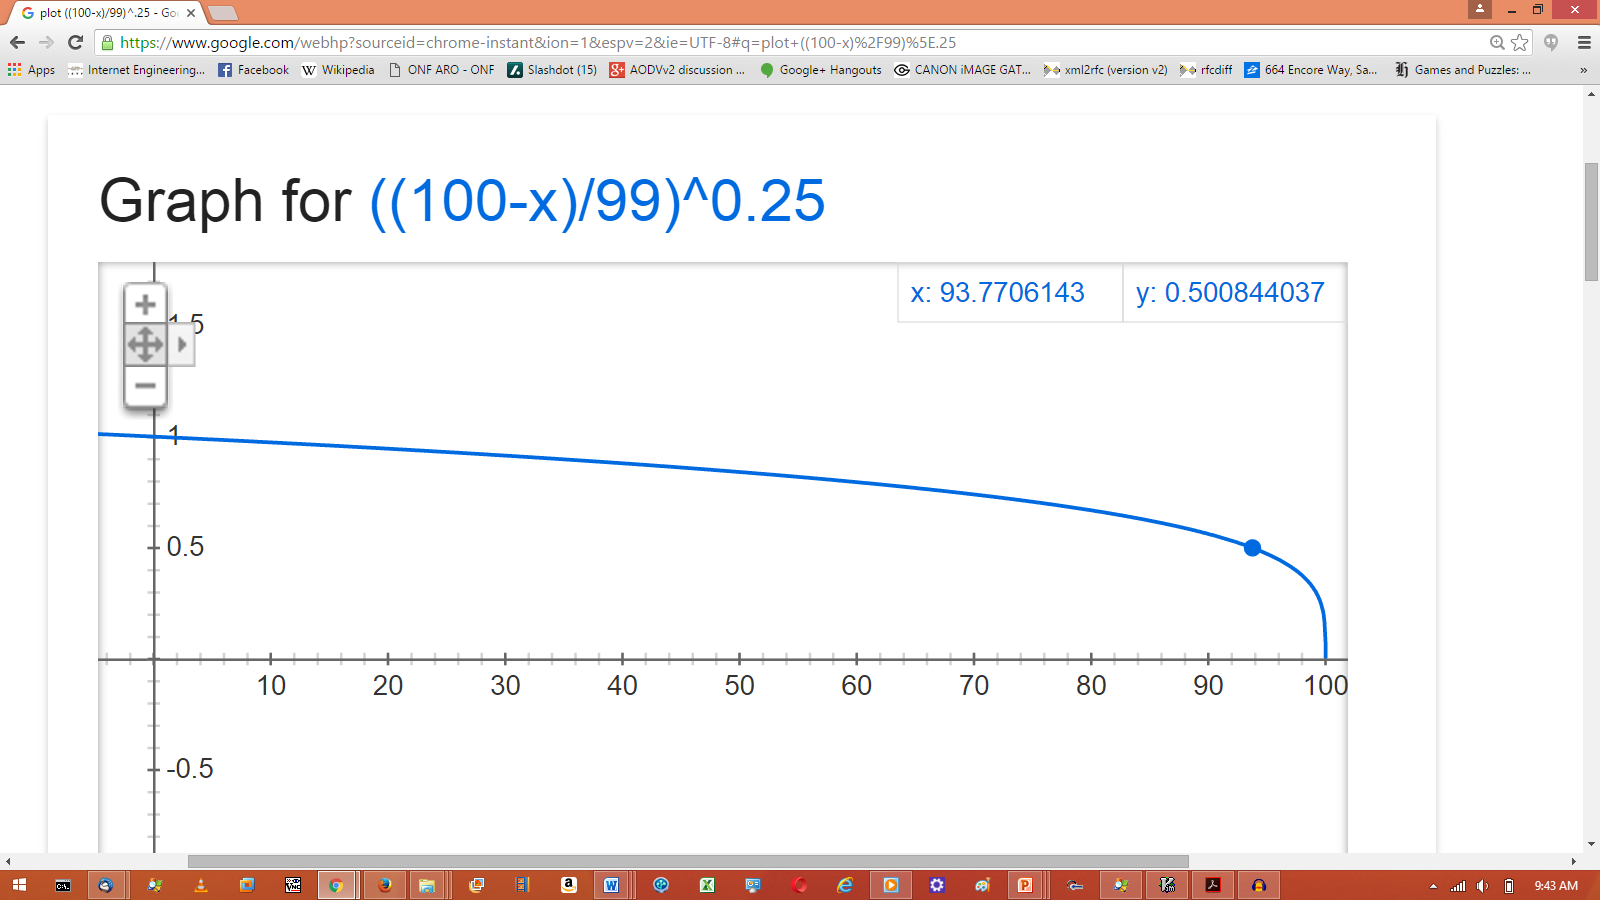 plot ((100-x)/99)^.25 - Go
https://www.google.com/webhp?sourceid=chrome-instant&ion=1&espv=2&ie=UTF-8#q=plot+((100-x)%2F99)%5E.25
Apps Internet Engineering... Facebook Wikipedia ONF ARO - ONF Slashdot (15) AODVv2 discussion ... Google+ Hangouts CANON iMAGE GAT... xml2rfc (version v2) rfcdiff 664 Encore Way, Sa... Games and Puzzles: ... »
Graph for ((100-x)/99)^0.25
x: 93.7706143 y: 0.500844037
1.5
1
0.5
10 20 30 40 50 60 70 80 90 100
-0.5
9:43 AM